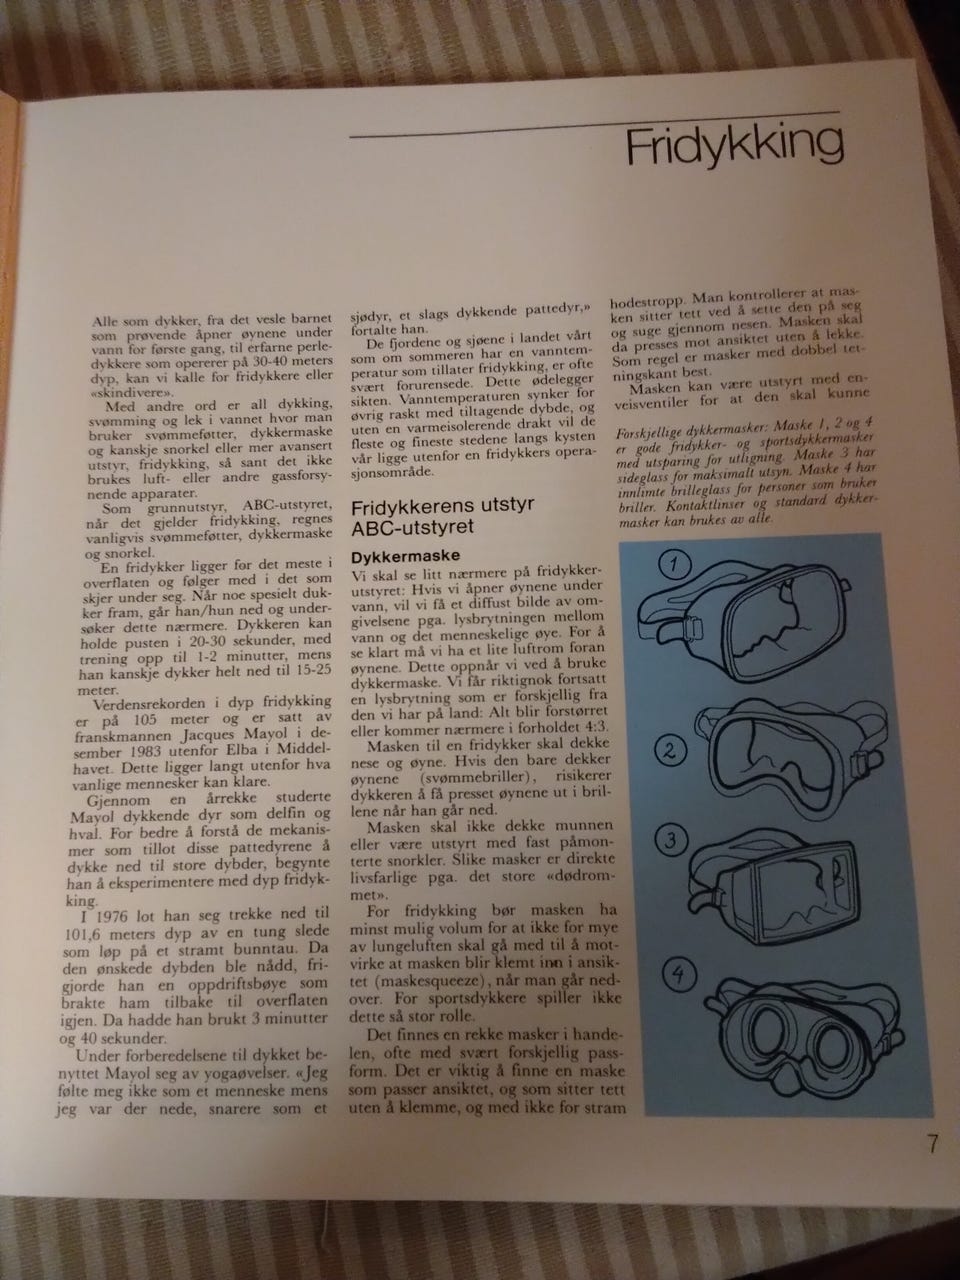 Fridykking
Alle som dykker, fra det vesle barnet
som prøvende åpner øynene under
vann for første gang, til erfarne perle-
dykkere som opererer på 30-40 meters
dyp, kan vi kalle for fridykkere eller
«skindivere».
Med andre ord er all dykking,
svømming og lek i vannet hvor man
bruker svømmeføtter, dykkermaske
og kanskje snorkel eller mer avansert
utstyr, fridykking, så sant det ikke
brukes luft- eller andre gassforsy-
nende apparater.
Som grunnutstyr, ABC-utstyret,
når det gjelder fridykking, regnes
vanligvis svømmeføtter, dykkermaske
og snorkel.
En fridykker ligger for det meste i
overflaten og følger med i det som
skjer under seg. Når noe spesielt duk-
ker fram, går han/hun ned og under-
søker dette nærmere. Dykkeren kan
holde pusten i 20-30 sekunder, med
trening opp til 1-2 minutter, mens
han kanskje dykker helt ned til 15-25
meter.
Verdensrekorden i dyp fridykking
er på 105 meter og er satt av
franskmannen Jacques Mayol i de-
sember 1983 utenfor Elba i Middel-
havet. Dette ligger langt utenfor hva
vanlige mennesker kan klare.
Gjennom en årrekke studerte
Mayol dykkende dyr som delfin og
hval. For bedre å forstå de mekanis-
mer som tillot disse pattedyrene å
dykke ned til store dybder, begynte
han å eksperimentere med dyp fridyk-
king.
I 1976 lot han seg trekke ned til
101,6 meters dyp av en tung slede
som løp på et stramt bunntau. Da
den ønskede dybden ble nådd, fri-
gjorde han en oppdriftsbøye som
brakte ham tilbake til overflaten
igjen. Da hadde han brukt 3 minutter
og 40 sekunder.
Under forberedelsene til dykket be-
nyttet Mayol seg av yogaøvelser. «Jeg
følte meg ikke som et menneske mens
jeg var der nede, snarere som et
sjødyr, et slags dykkende pattedyr,»
fortalte han.
De fjordene og sjøene i landet vårt
som om sommeren har en vanntem-
peratur som tillater fridykking, er ofte
svært forurensede. Dette ødelegger
sikten. Vanntemperaturen synker for
øvrig raskt med tiltagende dybde, og
uten en varmeisolerende drakt vil de
fleste og fineste stedene langs kysten
vår ligge utenfor en fridykkers opera-
sjonsområde.
Fridykkerens utstyr
ABC-utstyret
Dykkermaske
Vi skal se litt nærmere på fridykker-
utstyret: Hvis vi åpner øynene under
vann, vil vi få et diffust bilde av om-
givelsene pga. lysbrytningen mellom
vann og det menneskelige øye. For å
se klart må vi ha et lite luftrom foran
øynene. Dette oppnår vi ved å bruke
dykkermaske. Vi får riktignok fortsatt
en lysbrytning som er forskjellig fra
den vi har på land: Alt blir forstørret
eller kommer nærmere i forholdet 4:3.
Masken til en fridykker skal dekke
nese og øyne. Hvis den bare dekker
øynene (svømmebriller), risikerer
dykkeren å få presset øynene ut i bril-
lene når han går ned.
Masken skal ikke dekke munnen
eller være utstyrt med fast påmon-
terte snorkler. Slike masker er direkte
livsfarlige pga. det store «dødrom-
met».
For fridykking bør masken ha
minst mulig volum for at ikke for mye
av lungeluften skal gå med til å mot-
virke at masken blir klemt inn i ansik-
tet (maskesqueeze), når man går ned-
over. For sportsdykkere spiller ikke
dette så stor rolle.
Det finnes en rekke masker i hande-
len, ofte med svært forskjellig pass-
form. Det er viktig å finne en maske
som passer ansiktet, og som sitter tett
uten å klemme, og med ikke for stram
hodestropp. Man kontrollerer at mas-
ken sitter tett ved å sette den på seg
og suge gjennom nesen. Masken skal
da presses mot ansiktet uten å lekke.
Som regel er masker med dobbel tet-
ningskant best.
Masken kan være utstyrt med en-
veisventiler for at den skal kunne
Forskjellige dykkermasker: Maske 1, 2 og 4
er gode fridykker- og sportsdykkermasker
med utsparing for utligning. Maske 3 har
sideglass for maksimalt utsyn. Maske 4 har
innlimte brilleglass for personer som bruker
briller. Kontaktlinser og standard dykker-
masker kan brukes av alle.
1
2
3
4
7